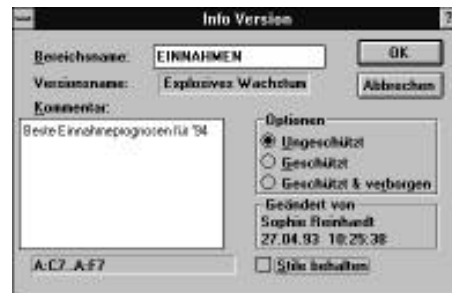 Info Version
?
Bereichsname: EINNAHMEN
OK
Versionsname: Explosives Wachstum
Abbrechen
Kommentar:
Beste Einnahmeprognosen für '94
Optionen
Ungeschützt
Geschützt
Geschützt & verborgen
Geändert von
Sophie Reinhardt
27.04.93 10:25:38
A:C7..A:F7
Stile behalten